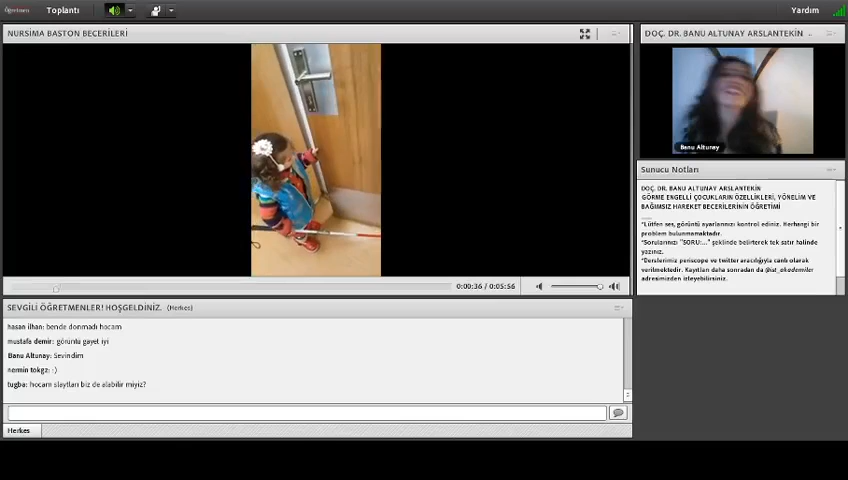 Öğretmen Toplantı Yardım
NURSİMA BASTON BECERİLERİ
DOÇ. DR. BANU ALTUNAY ARSLANTEKİN ..
Banu Altunay
Sunucu Notları
DOÇ. DR. BANU ALTUNAY ARSLANTEKİN
GÖRME ENGELLİ ÇOCUKLARIN ÖZELLİKLERİ, YÖNELİM VE
BAĞIMSIZ HAREKET BECERİLERİNİN ÖĞRETİMİ
*Lütfen ses, görüntü ayarlarınızı kontrol ediniz. Herhangi bir
problem bulunmamaktadır.
*Sorularınızı "SORU:..." şeklinde belirterek tek satır halinde
yazınız.
*Derslerimiz periscope ve twitter aracılığıyla canlı olarak
verilmektedir. Kayıtları daha sonradan da @ist_akademiler
adresimizden izleyebilirsiniz.
0:00:36 / 0:05:56
SEVGİLİ ÖĞRETMENLER! HOŞGELDİNİZ. (Herkes)
hasan ilhan: bende donmadı hocam
mustafa demir: görüntü gayet iyi
Banu Altunay: Sevindim
nermin tokgz: :)
tugba: hocam slaytları biz de alabilir miyiz?
Herkes